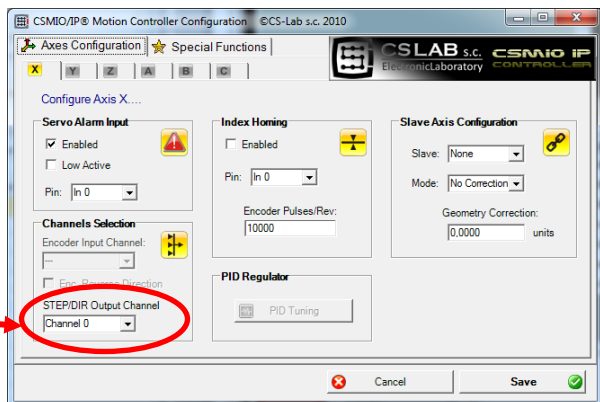 CSMIO/IP® Motion Controller Configuration ©CS-Lab s.c. 2010
Axes Configuration Special Functions
CSLAB s.c.
ElectronicLaboratory
CSMIO IP
CONTROLLER
X Y Z A B C
Configure Axis X....
Servo Alarm Input
Enabled
Low Active
Pin: In 0
Index Homing
Enabled
Pin: In 0
Encoder Pulses/Rev:
10000
Slave Axis Configuration
Slave: None
Mode: No Correction
Geometry Correction:
0,0000 units
Channels Selection
Encoder Input Channel:
---
Enc. Reverse Direction
STEP/DIR Output Channel
Channel 0
PID Regulator
PID Tuning
Cancel
Save